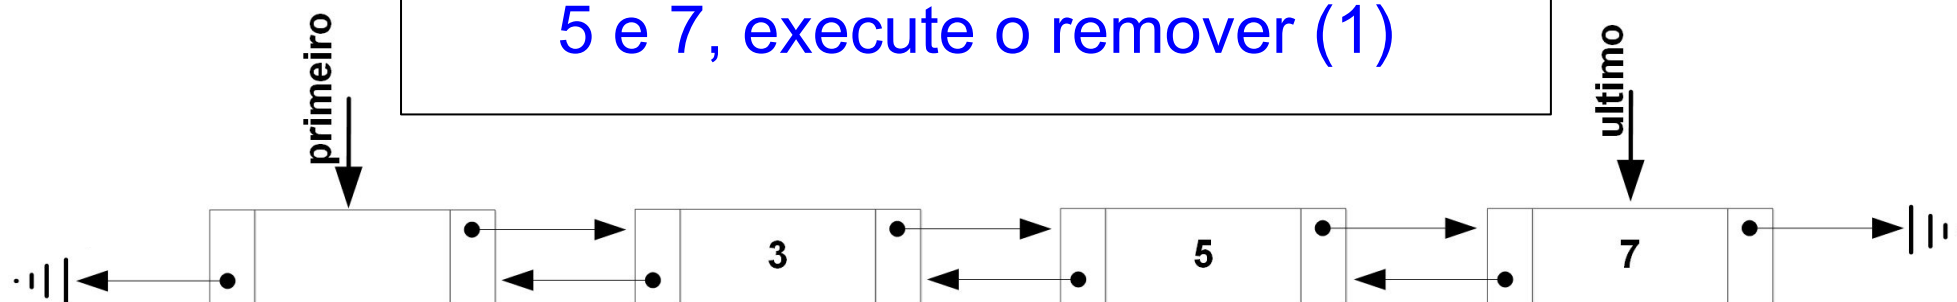 5 e 7, execute o remover (1)
primeiro
ultimo
3
5
7